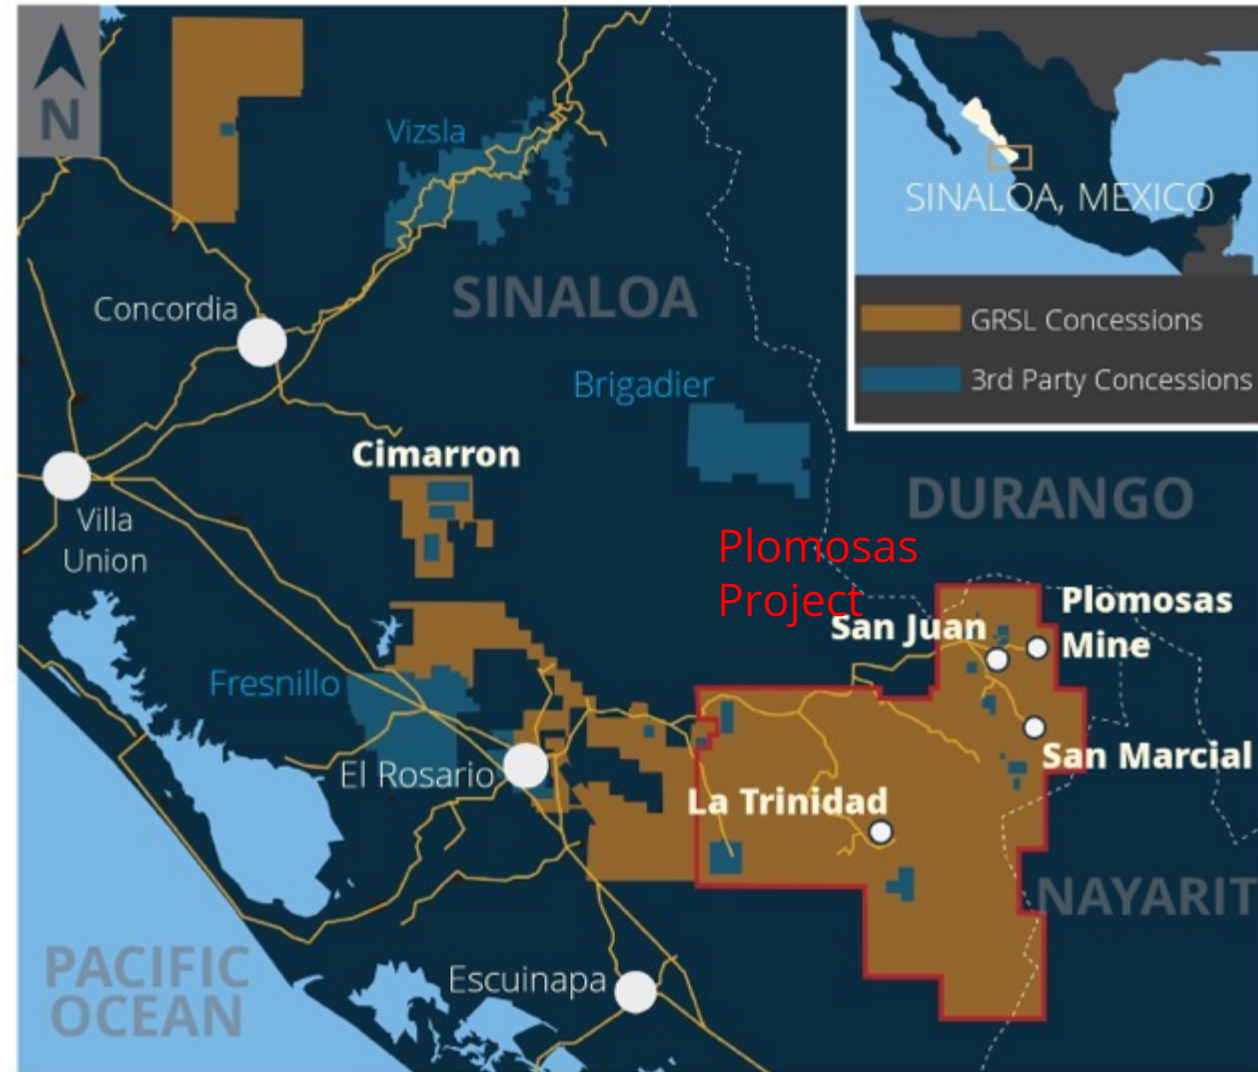 N
Vizsla
SINALOA, MEXICO
SINALOA
Concordia
GRSL Concessions
3rd Party Concessions
Brigadier
Cimarron
DURANGO
Villa
Union
Plomosas
Project
San Juan
Plomosas
Mine
Fresnillo
El Rosario
San Marcial
La Trinidad
NAYARIT
PACIFIC
OCEAN
Escuinapa